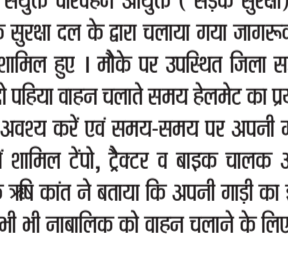 संयुक्त परिवहन आयुक्त ( सड़क सुरक्षा)
सुरक्षा दल के द्वारा चलाया गया जागरूक
शामिल हुए । मौके पर उपस्थित जिला स
दो पहिया वाहन चलाते समय हेलमेट का प्र
अवश्य करें एवं समय-समय पर अपनी ग
शामिल टेंपो, ट्रैक्टर व बाइक चालक उ
ऋषि कांत ने बताया कि अपनी गाड़ी का इ
भी भी नाबालिक को वाहन चलाने के लिए